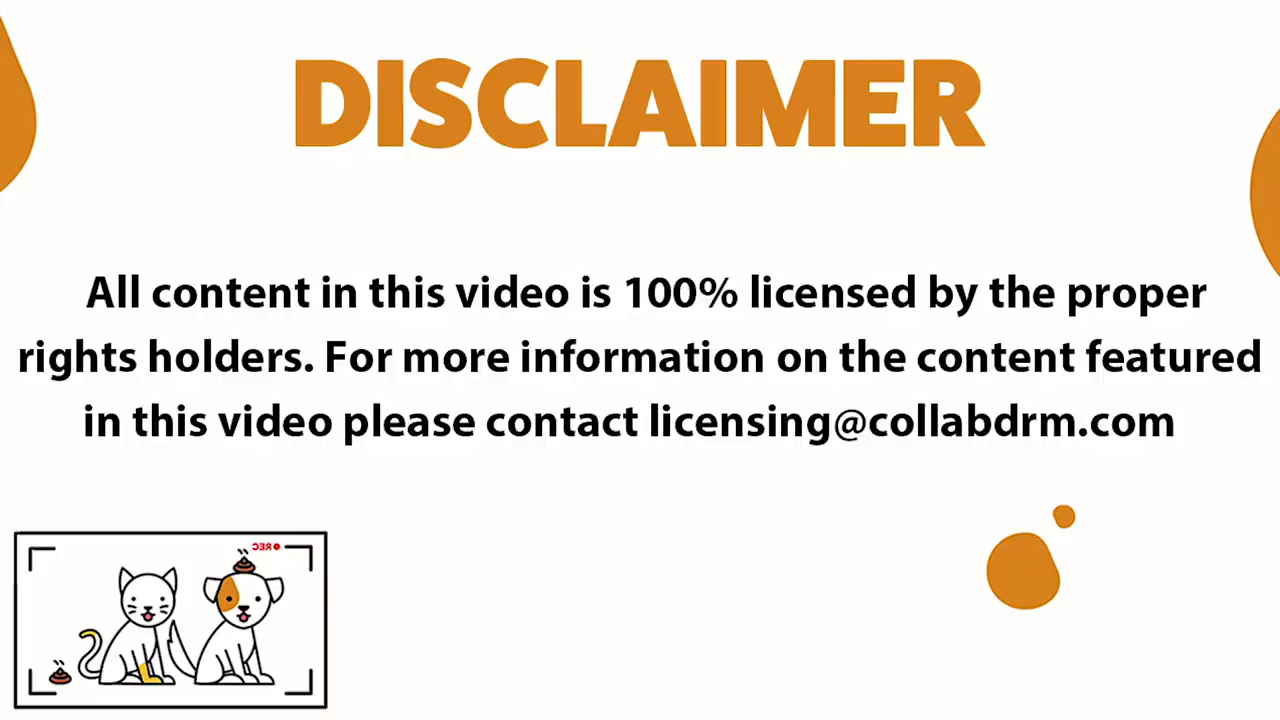 DISCLAIMER
All content in this video is 100% licensed by the proper
rights holders. For more information on the content featured
in this video please contact licensing@collabdrm.com
REC